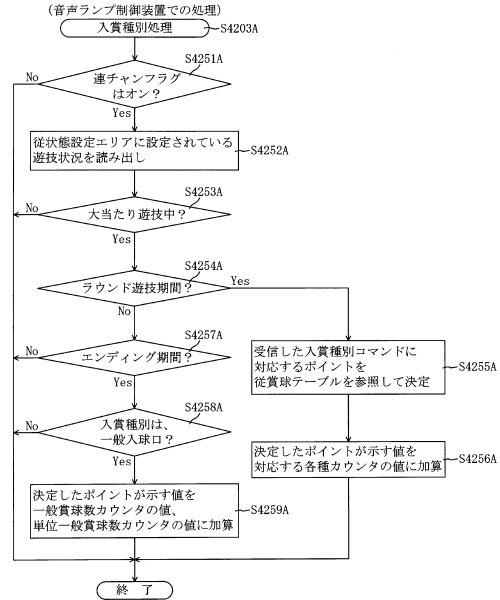 (音声ランプ制御装置での処理)
入賞種別処理
S4203A
S4251A
連チャンフラグ
はオン?
No
Yes
従状態設定エリアに設定されている
遊技状況を読み出し
S4252A
S4253A
大当たり遊技中?
No
Yes
S4254A
ラウンド遊技期間?
Yes
No
S4257A
エンディング期間?
No
Yes
受信した入賞種別コマンドに
対応するポイントを
従賞球テーブルを参照して決定
S4255A
S4258A
入賞種別は、
一般入球口?
No
Yes
決定したポイントが示す値を
対応する各種カウンタの値に加算
S4256A
決定したポイントが示す値を
一般賞球数カウンタの値、
単位一般賞球数カウンタの値に加算
S4259A
終 了